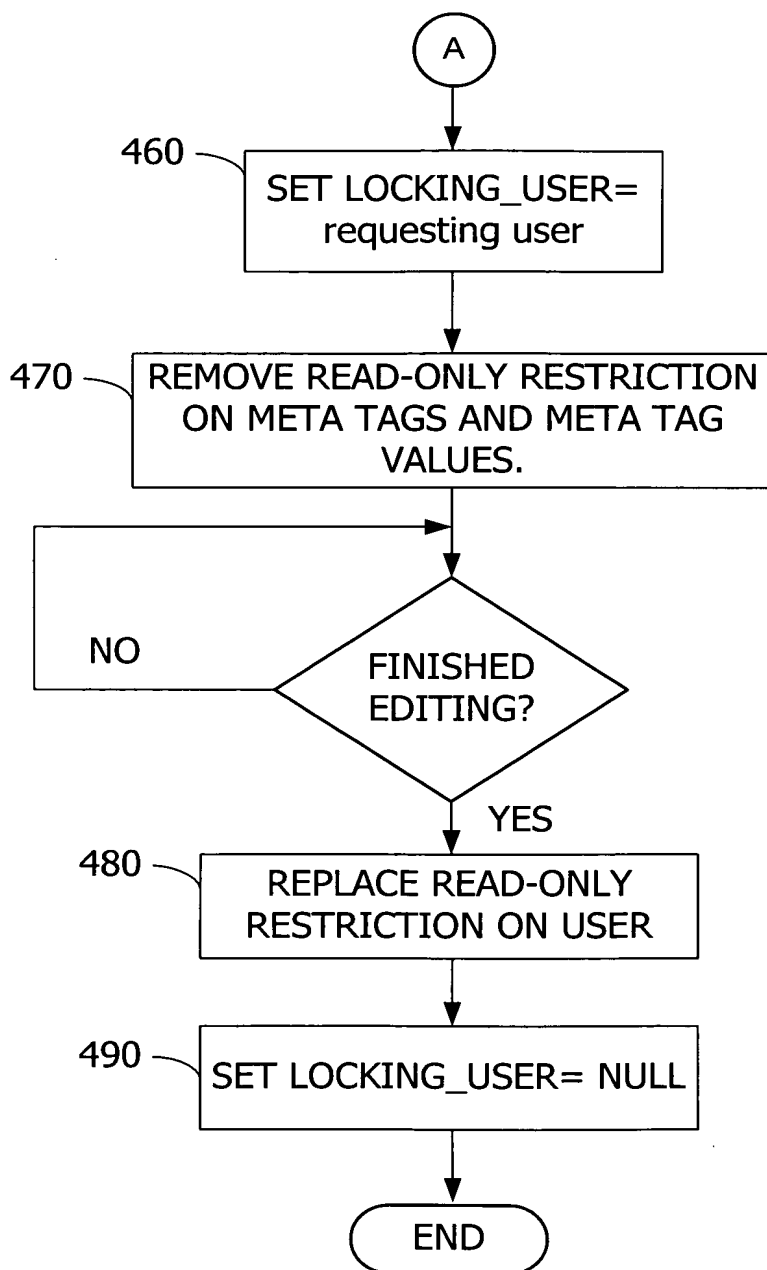 A
460
SET LOCKING_USER=
requesting user
470
REMOVE READ-ONLY RESTRICTION
ON META TAGS AND META TAG
VALUES.
NO
FINISHED
EDITING?
YES
480
REPLACE READ-ONLY
RESTRICTION ON USER
490
SET LOCKING_USER= NULL
END